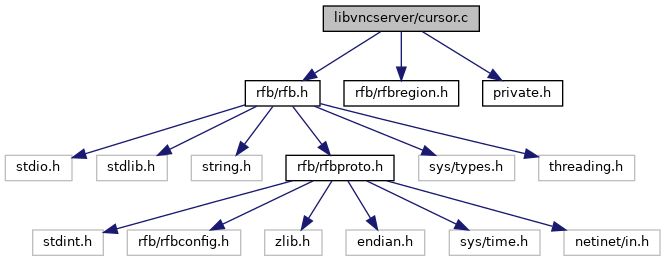 libvncserver/cursor.c
rfb/rfb.h
rfb/rfbregion.h
private.h
stdio.h
stdlib.h
string.h
rfb/rfbproto.h
sys/types.h
threading.h
stdint.h
rfb/rfbconfig.h
zlib.h
endian.h
sys/time.h
netinet/in.h